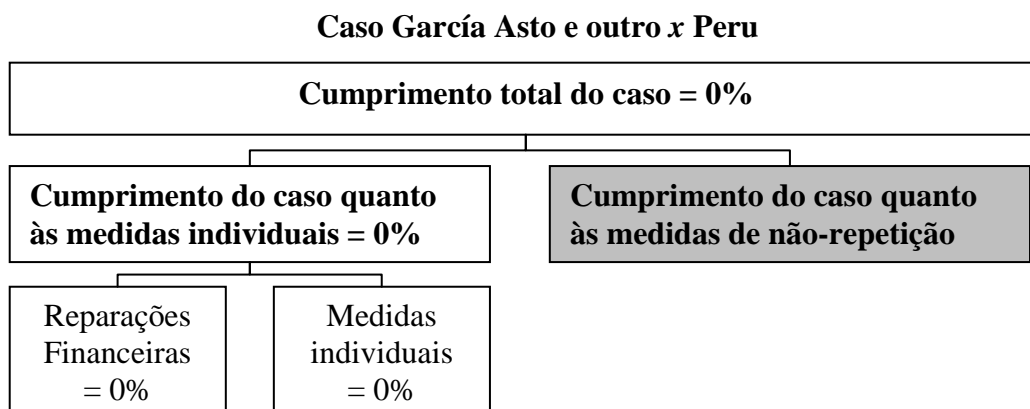 Caso García Asto e outro x Peru
Cumprimento total do caso = 0%
Cumprimento do caso quanto
às medidas individuais = 0%
Cumprimento do caso quanto
às medidas de não-repetição
Reparações
Financeiras
= 0%
Medidas
individuais
= 0%